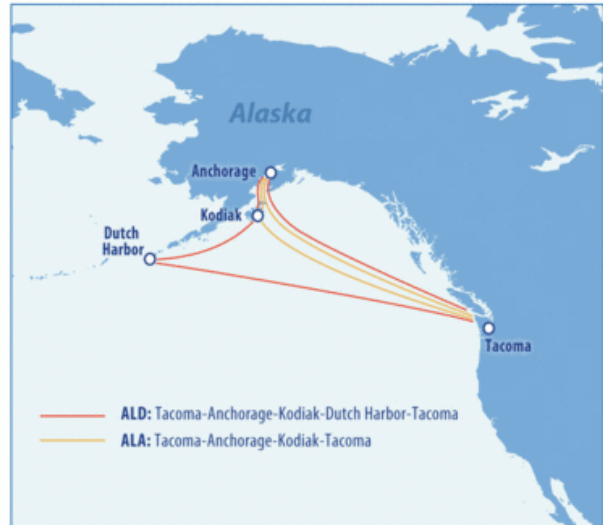 Alaska
Anchorage
Kodiak
Dutch
Harbor
Tacoma
ALD: Tacoma-Anchorage-Kodiak-Dutch Harbor-Tacoma
ALA: Tacoma-Anchorage-Kodiak-Tacoma